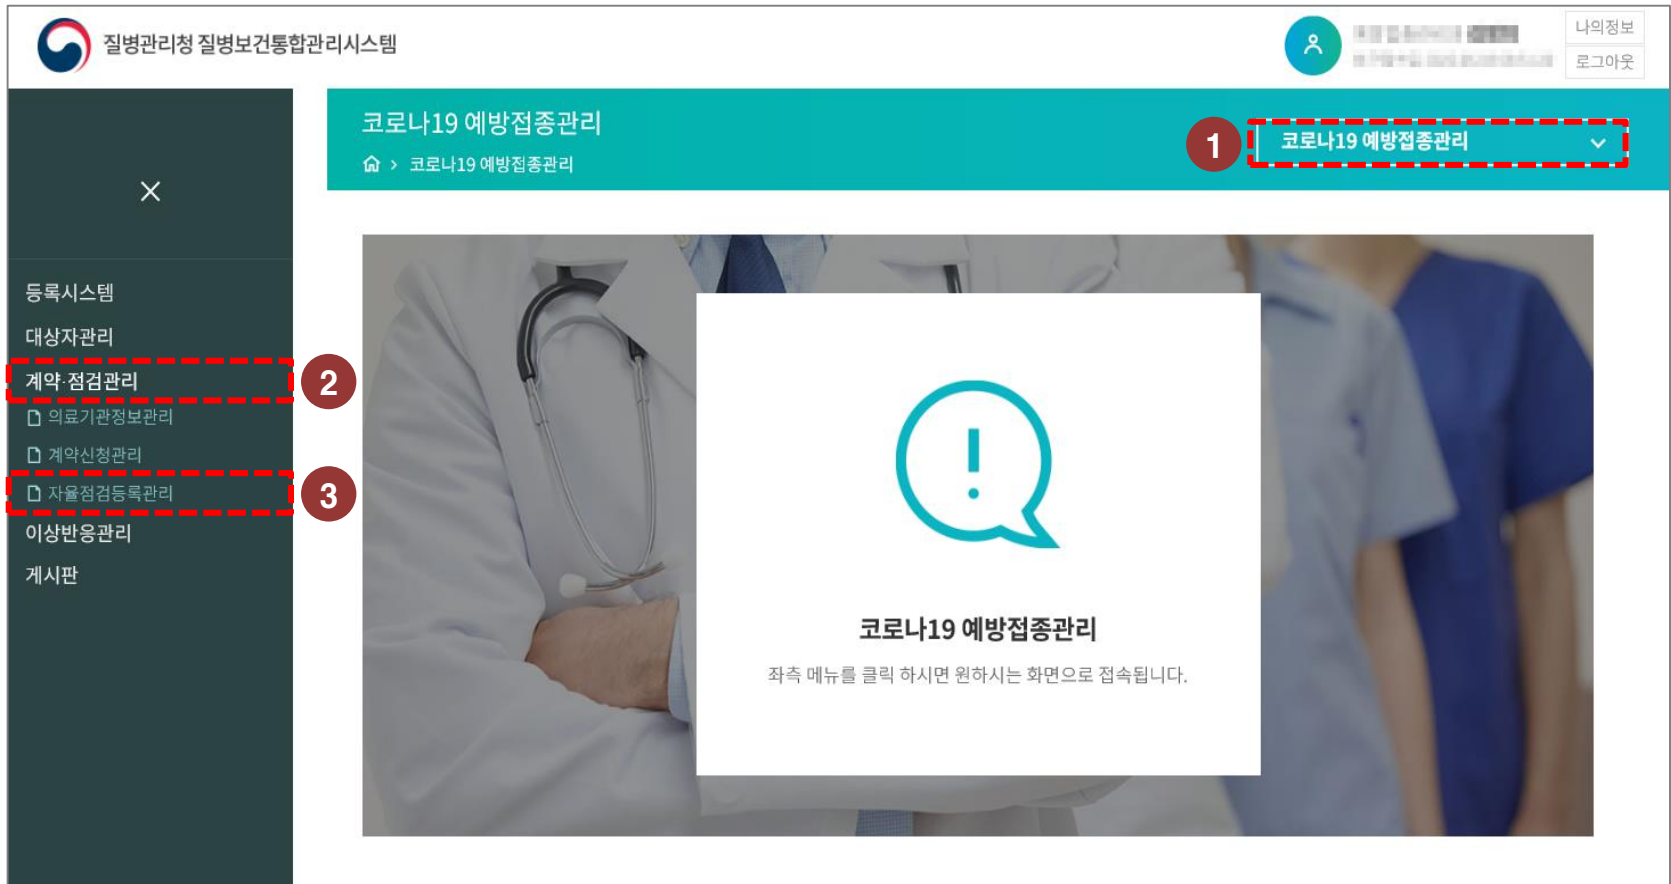 질병관리청 질병보건통합관리시스템
나의정보
로그아웃
코로나19 예방접종관리
> 코로나19 예방접종관리
1
코로나19 예방접종관리
등록시스템
대상자관리
계약·점검관리
2
의료기관정보관리
계약신청관리
자율점검등록관리
3
이상반응관리
게시판
코로나19 예방접종관리
좌측 메뉴를 클릭 하시면 원하시는 화면으로 접속됩니다.